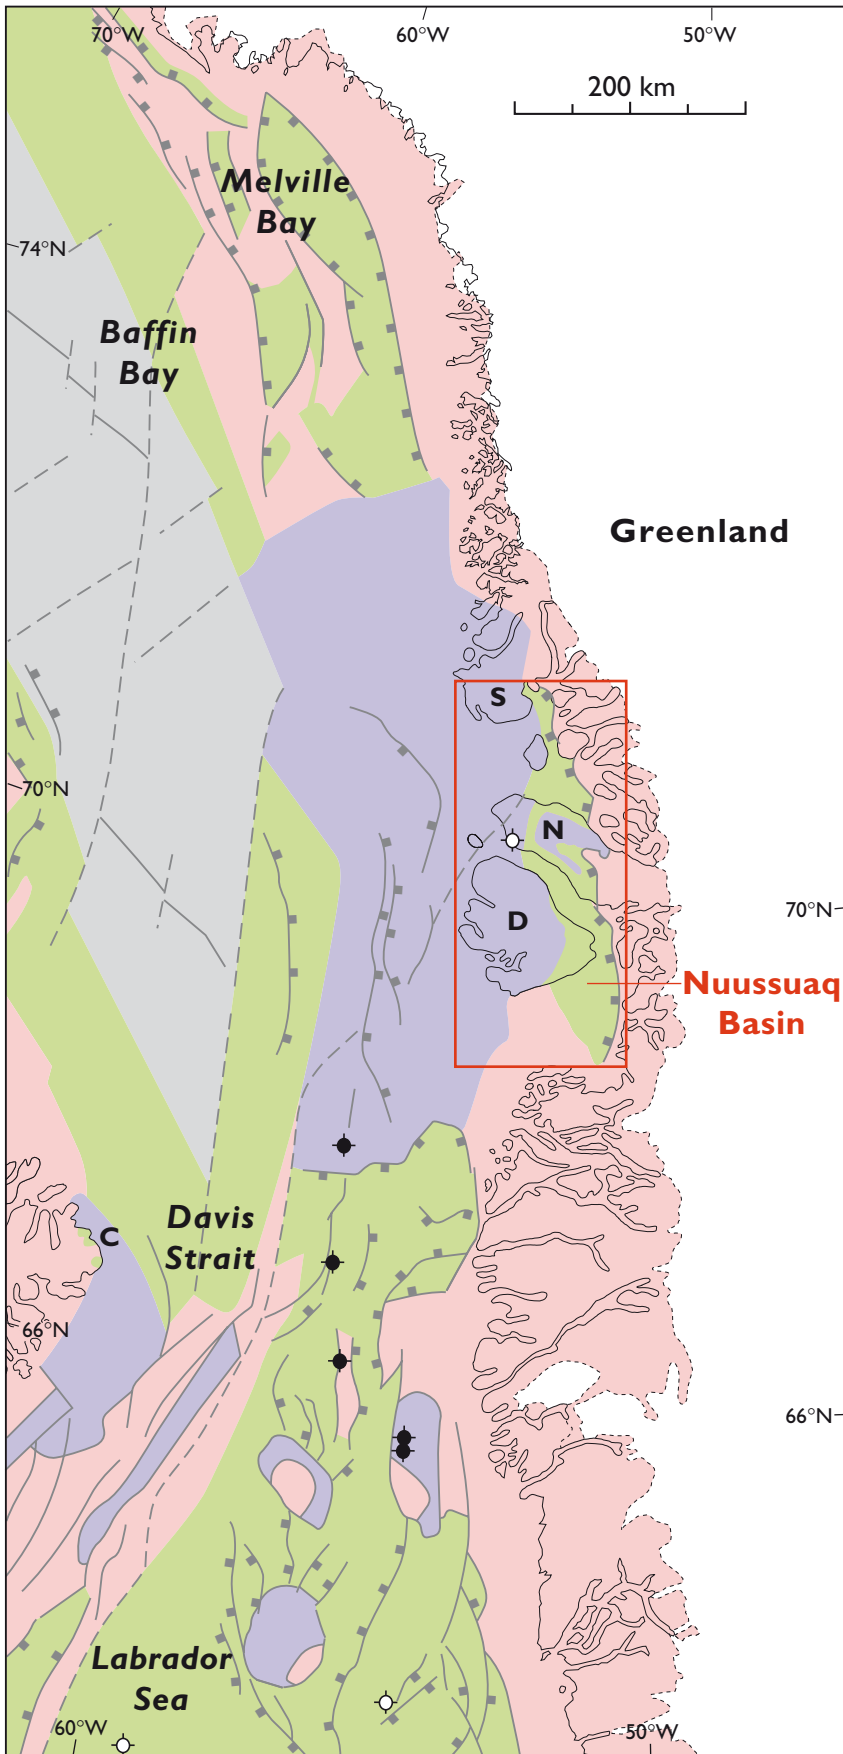 70°W
60°W
50°W
200 km
Melville
Bay
74°N
Baffin
Bay
Greenland
S
70°N
N
D
70°N
Nuussuaq
Basin
Davis
Strait
C
66°N
66°N
Labrador
Sea
60°W
50°W